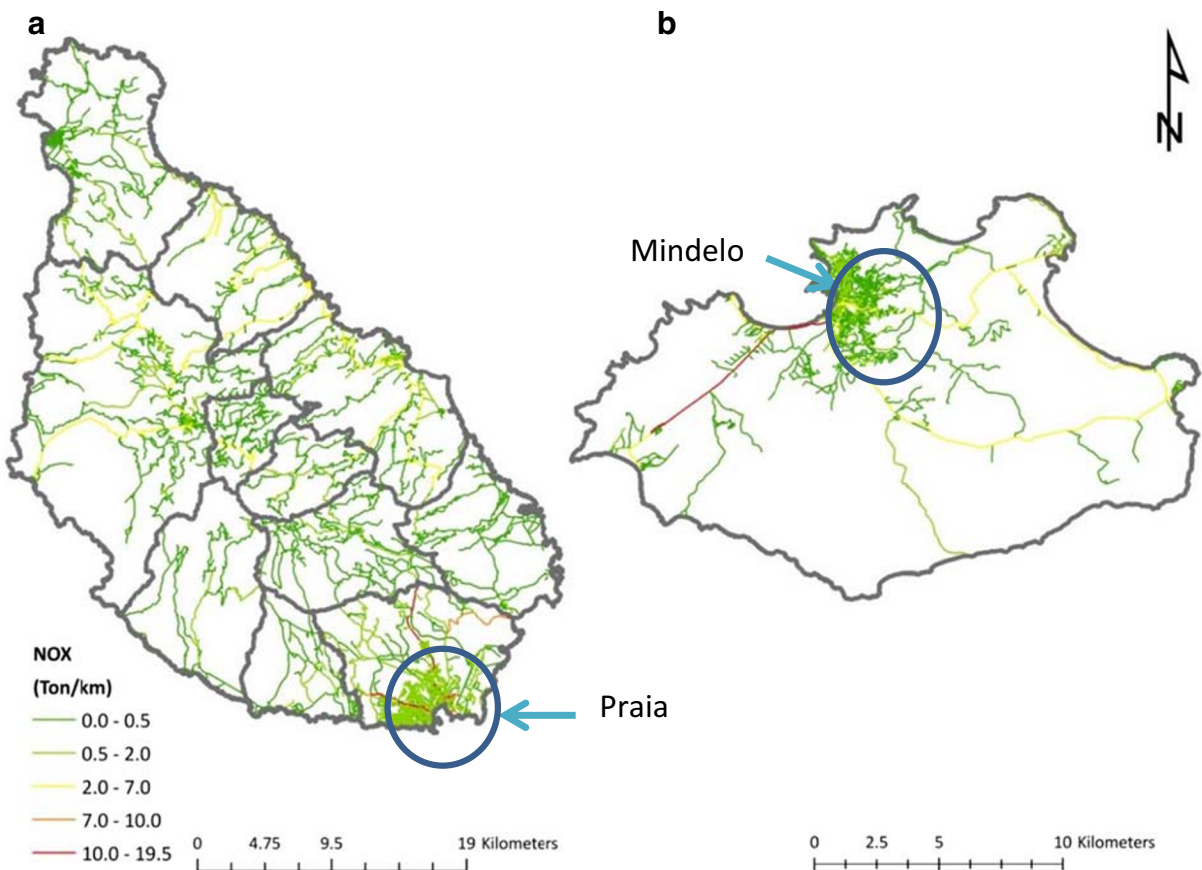 a
b
N
Mindelo
Praia
NOX
(Ton/km)
0.0 - 0.5
0.5 - 2.0
2.0 - 7.0
7.0 - 10.0
10.0 - 19.5
0 4.75 9.5 19 Kilometers
0 2.5 5 10 Kilometers